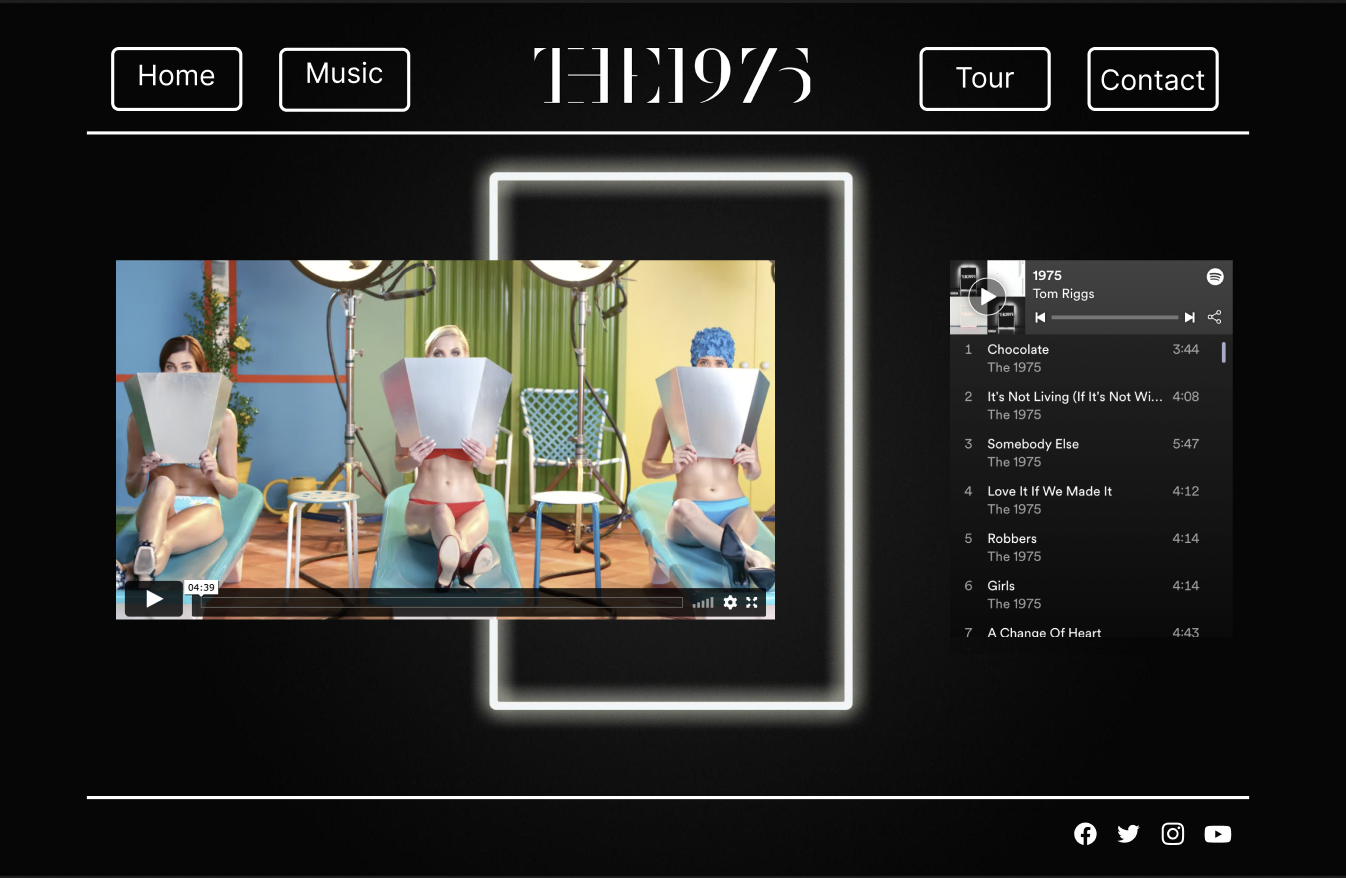 Home
Music
THE1975
Tour
Contact
1975
Tom Riggs
1 Chocolate 3:44
The 1975
2 It's Not Living (If It's Not Wi... 4:08
The 1975
3 Somebody Else 5:47
The 1975
4 Love It If We Made It 4:12
The 1975
5 Robbers 4:14
The 1975
6 Girls 4:14
The 1975
7 A Change Of Heart 4:43
04:39